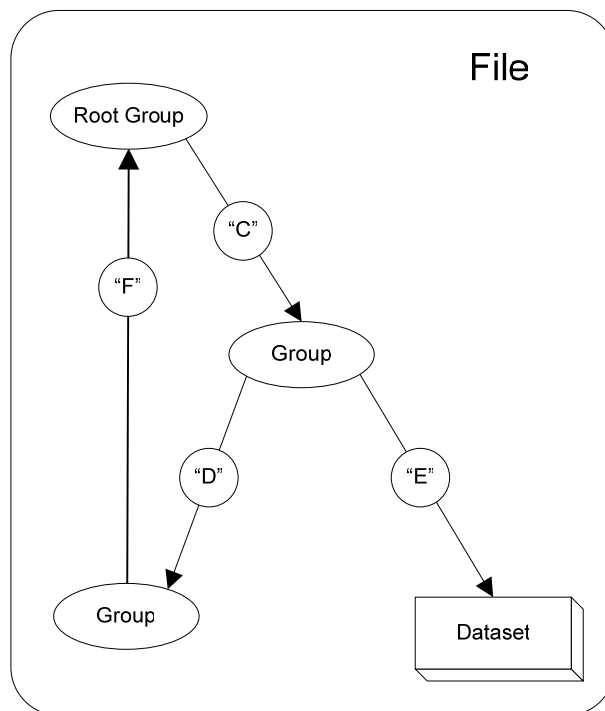 File
Root Group
“C”
“F”
Group
“D”
“E”
Group
Dataset